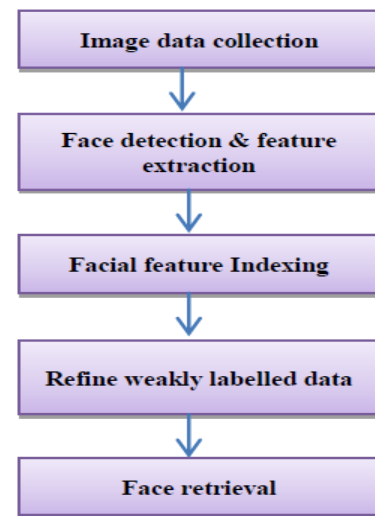 Image data collection
Face detection & feature
extraction
Facial feature Indexing
Refine weakly labelled data
Face retrieval